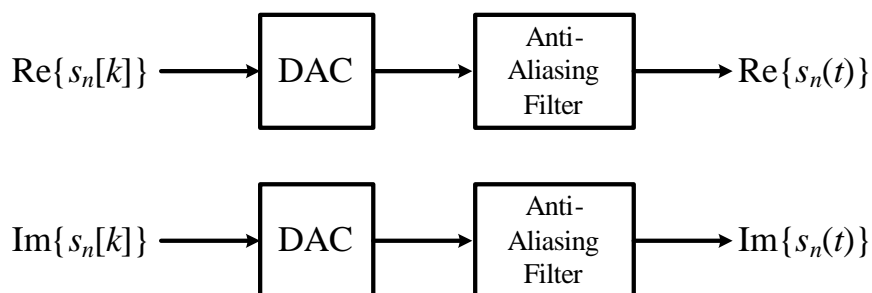 Re{s_n[k]}
DAC
Anti-
Aliasing
Filter
Re{s_n(t)}
Im{s_n[k]}
DAC
Anti-
Aliasing
Filter
Im{s_n(t)}